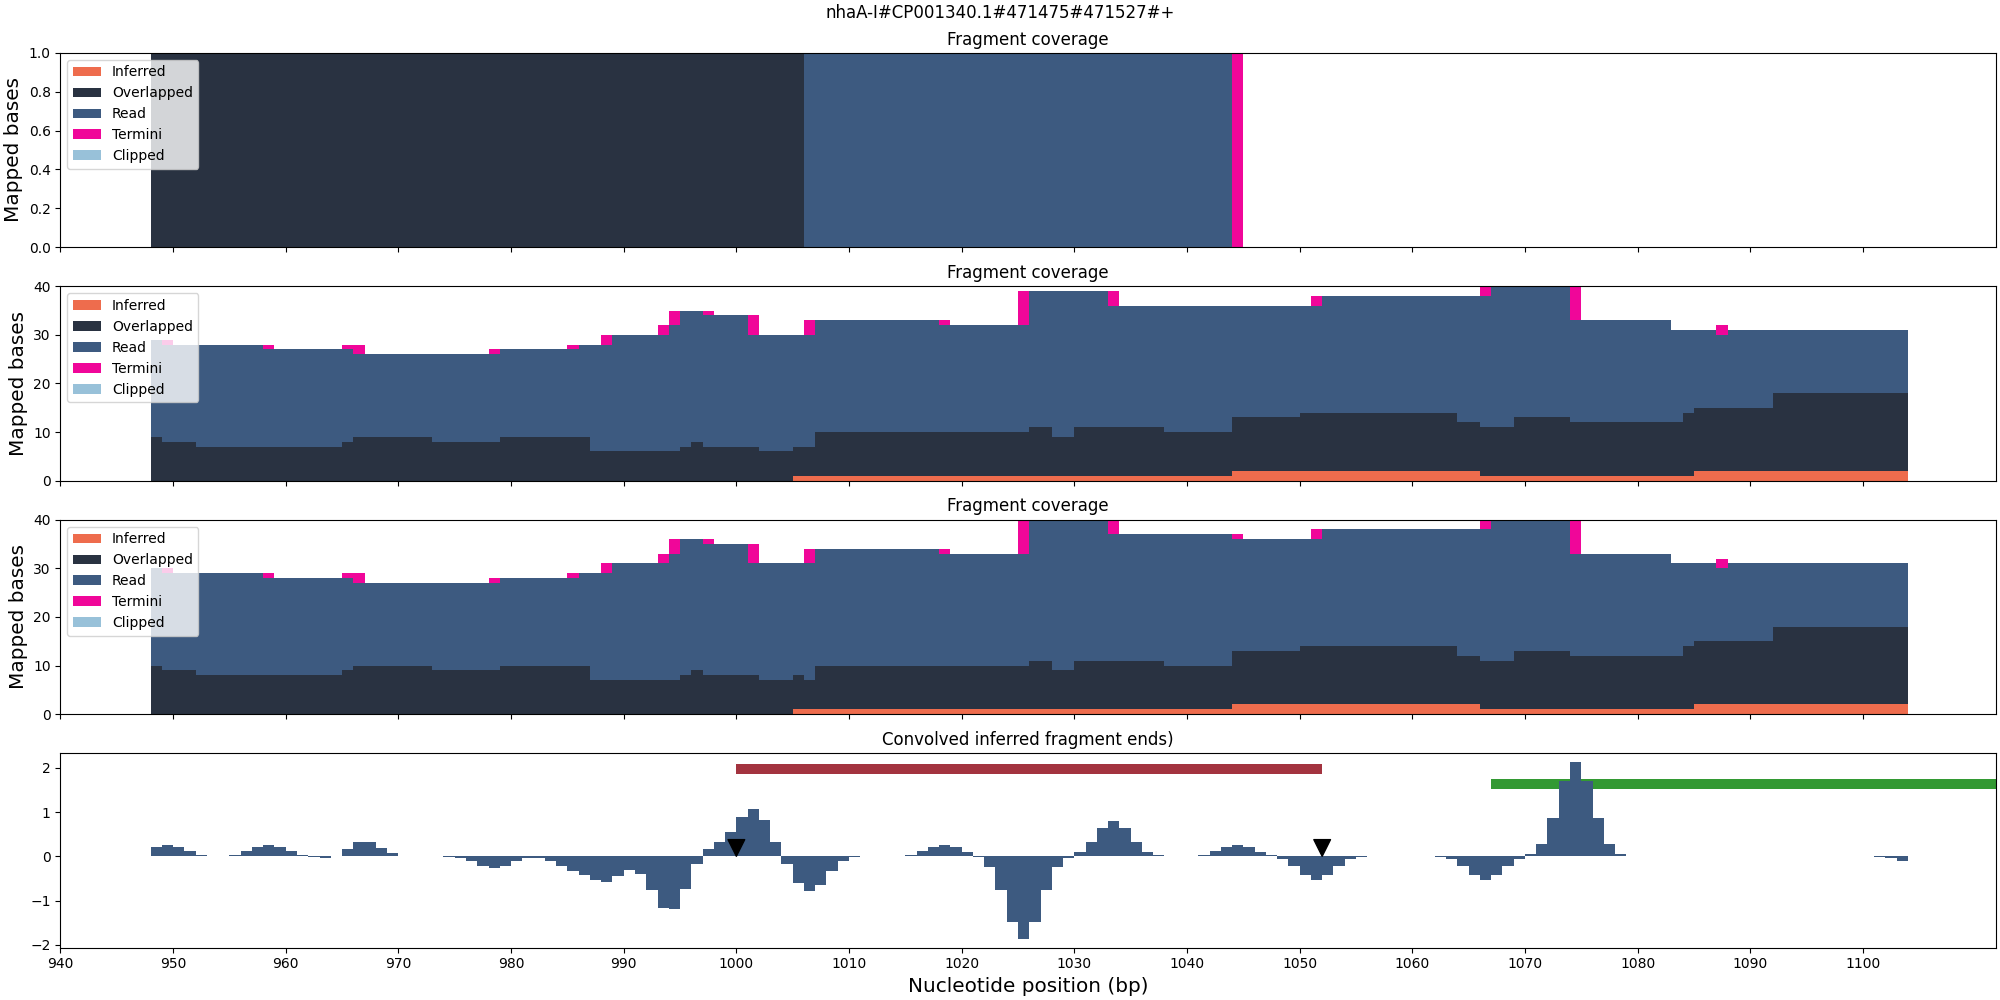 nhaA-I#CP001340.1#471475#471527#+
Fragment coverage
Mapped bases
1.0
0.8
0.6
0.4
0.2
0.0
Inferred
Overlapped
Read
Termini
Clipped
Fragment coverage
Mapped bases
40
30
20
10
0
Inferred
Overlapped
Read
Termini
Clipped
Fragment coverage
Mapped bases
40
30
20
10
0
Inferred
Overlapped
Read
Termini
Clipped
Convolved inferred fragment ends)
2
1
0
−1
−2
940 950 960 970 980 990 1000 1010 1020 1030 1040 1050 1060 1070 1080 1090 1100
Nucleotide position (bp)